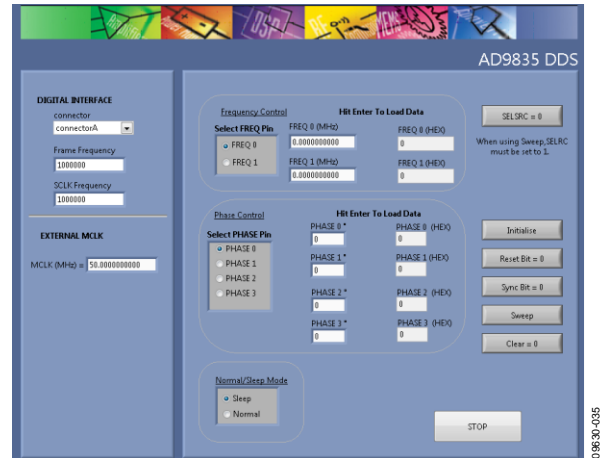 DSP
RF
MEMS
AD9835 DDS
DIGITAL INTERFACE
connector
connectorA
Frame Frequency
1000000
SCLK Frequency
1000000
EXTERNAL MCLK
MCLK (MHz) = 50.0000000000
Frequency Control
Hit Enter To Load Data
Select FREQ Pin
FREQ 0
FREQ 1
FREQ 0 (MHz)
0.0000000000
FREQ 0 (HEX)
0
FREQ 1 (MHz)
0.0000000000
FREQ 1 (HEX)
0
SELSRC = 0
When using Sweep,SELRC
must be set to 1.
Phase Control
Hit Enter To Load Data
Select PHASE Pin
PHASE 0
PHASE 1
PHASE 2
PHASE 3
PHASE 0 *
0
PHASE 0 (HEX)
0
PHASE 1 *
0
PHASE 1 (HEX)
0
PHASE 2 *
0
PHASE 2 (HEX)
0
PHASE 3 *
0
PHASE 3 (HEX)
0
Initialise
Reset Bit = 0
Sync Bit = 0
Sweep
Clear = 0
Normal/Sleep Mode
Sleep
Normal
STOP
09630-035